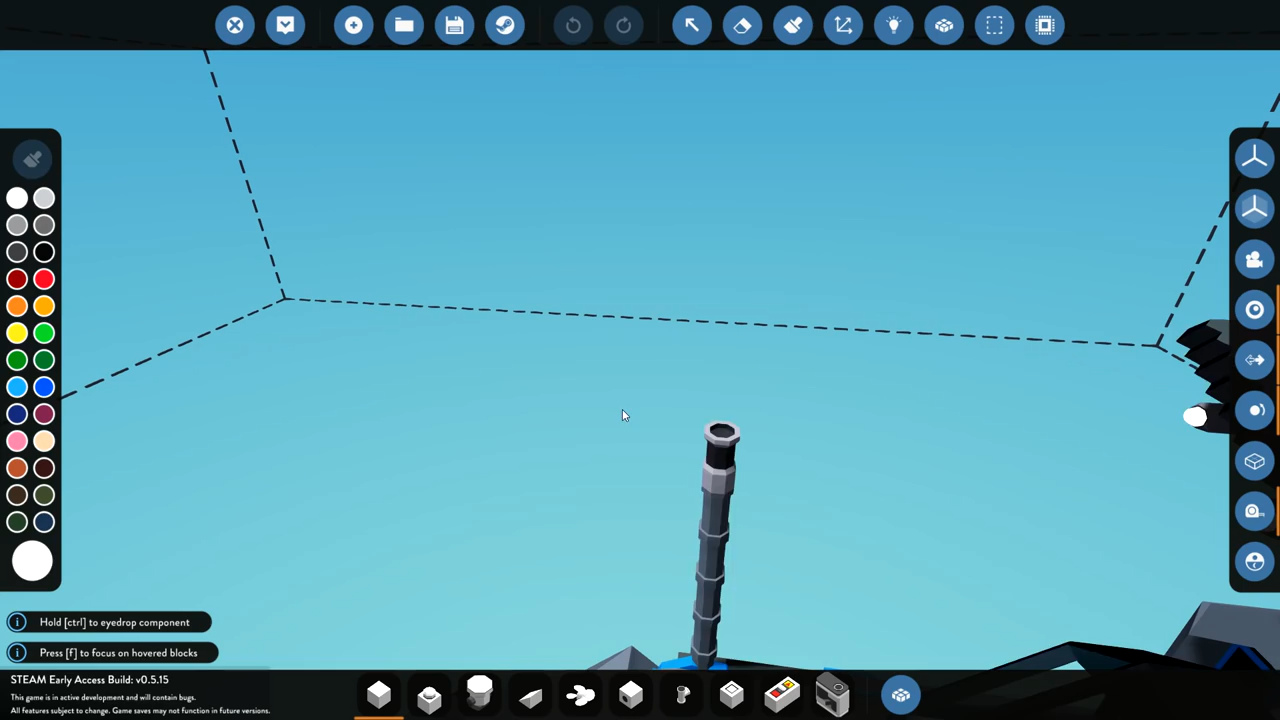 Hold [ctrl] to eyedrop component
Press [f] to focus on hovered blocks
STEAM Early Access Build: v0.5.15
This game is in active development and will contain bugs.
All features subject to change. Game saves may not function in future versions.